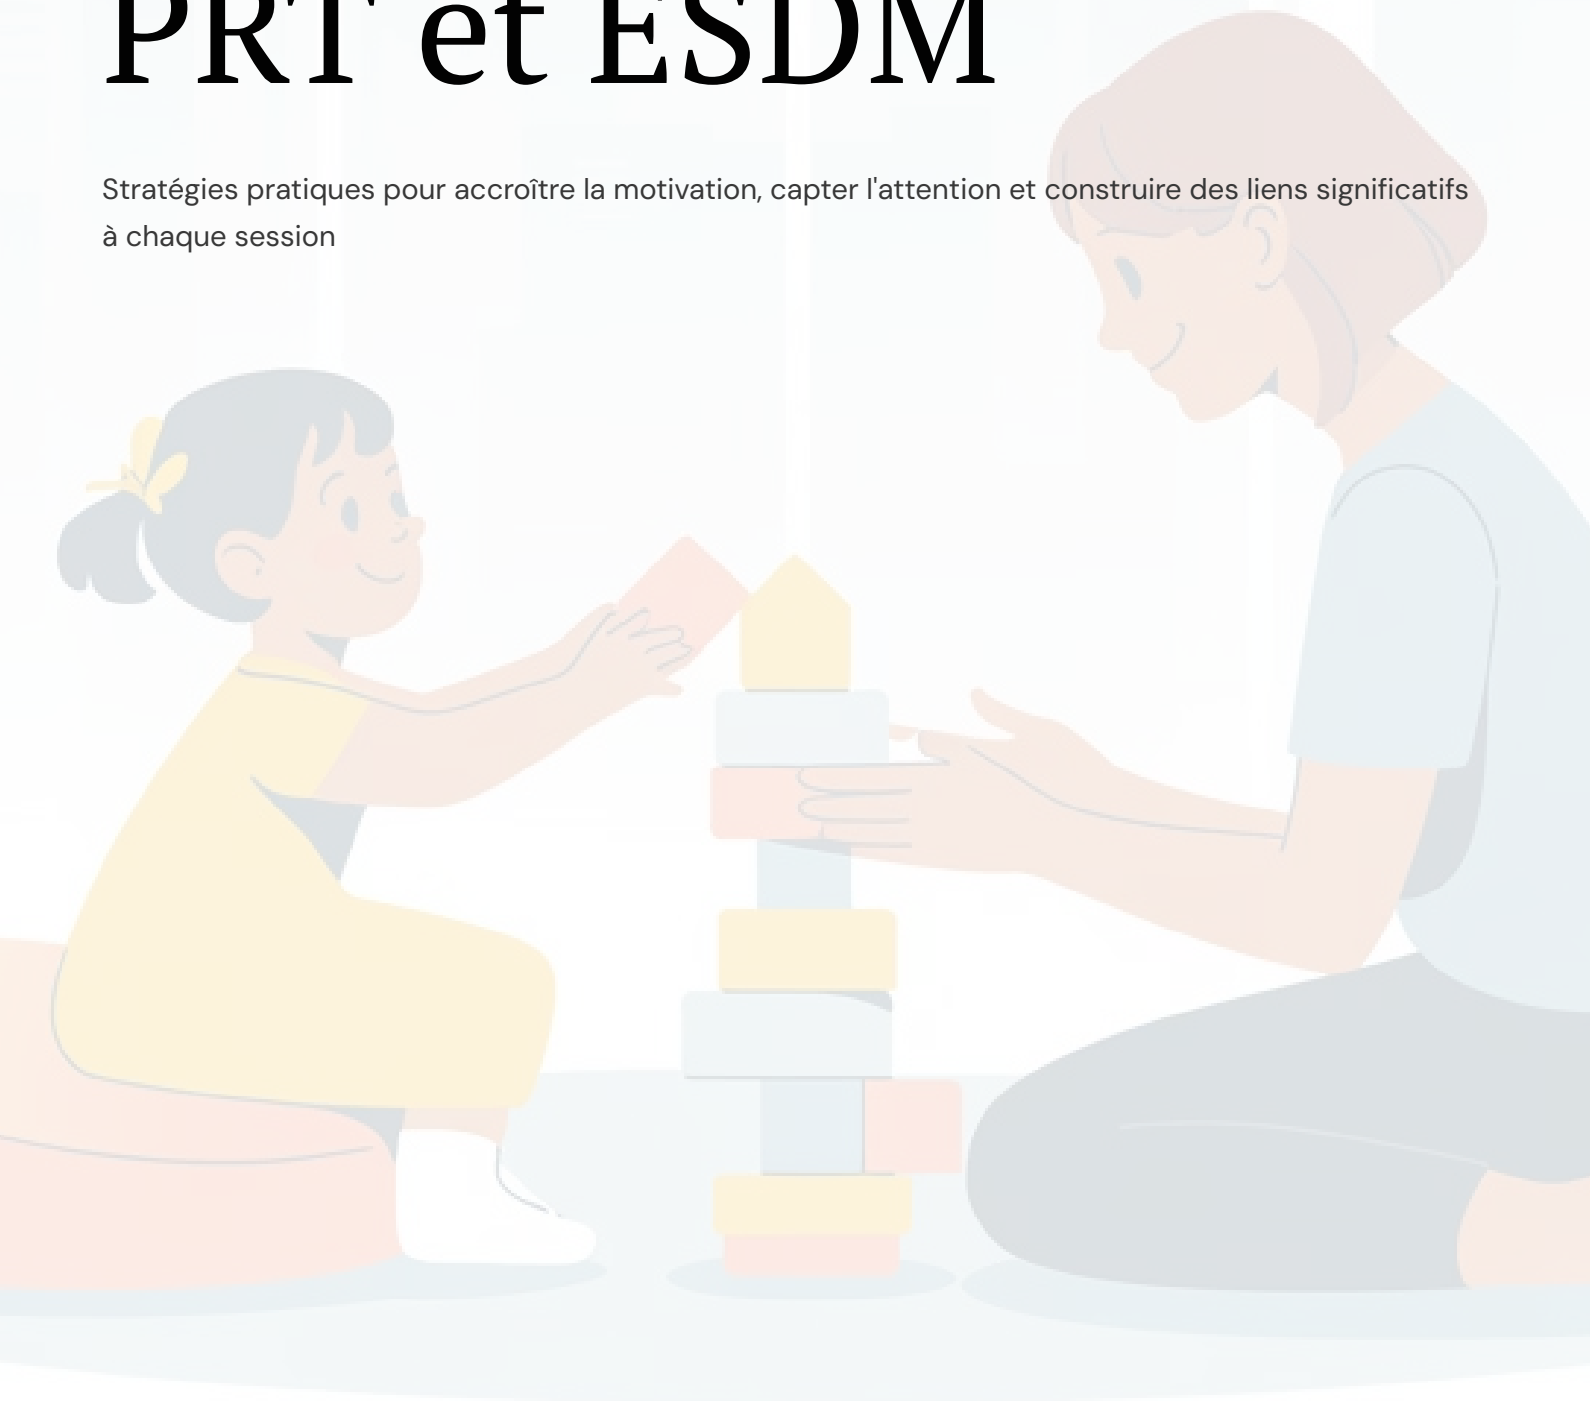 PRT et ESDM
Stratégies pratiques pour accroître la motivation, capter l'attention et construire des liens significatifs
à chaque session